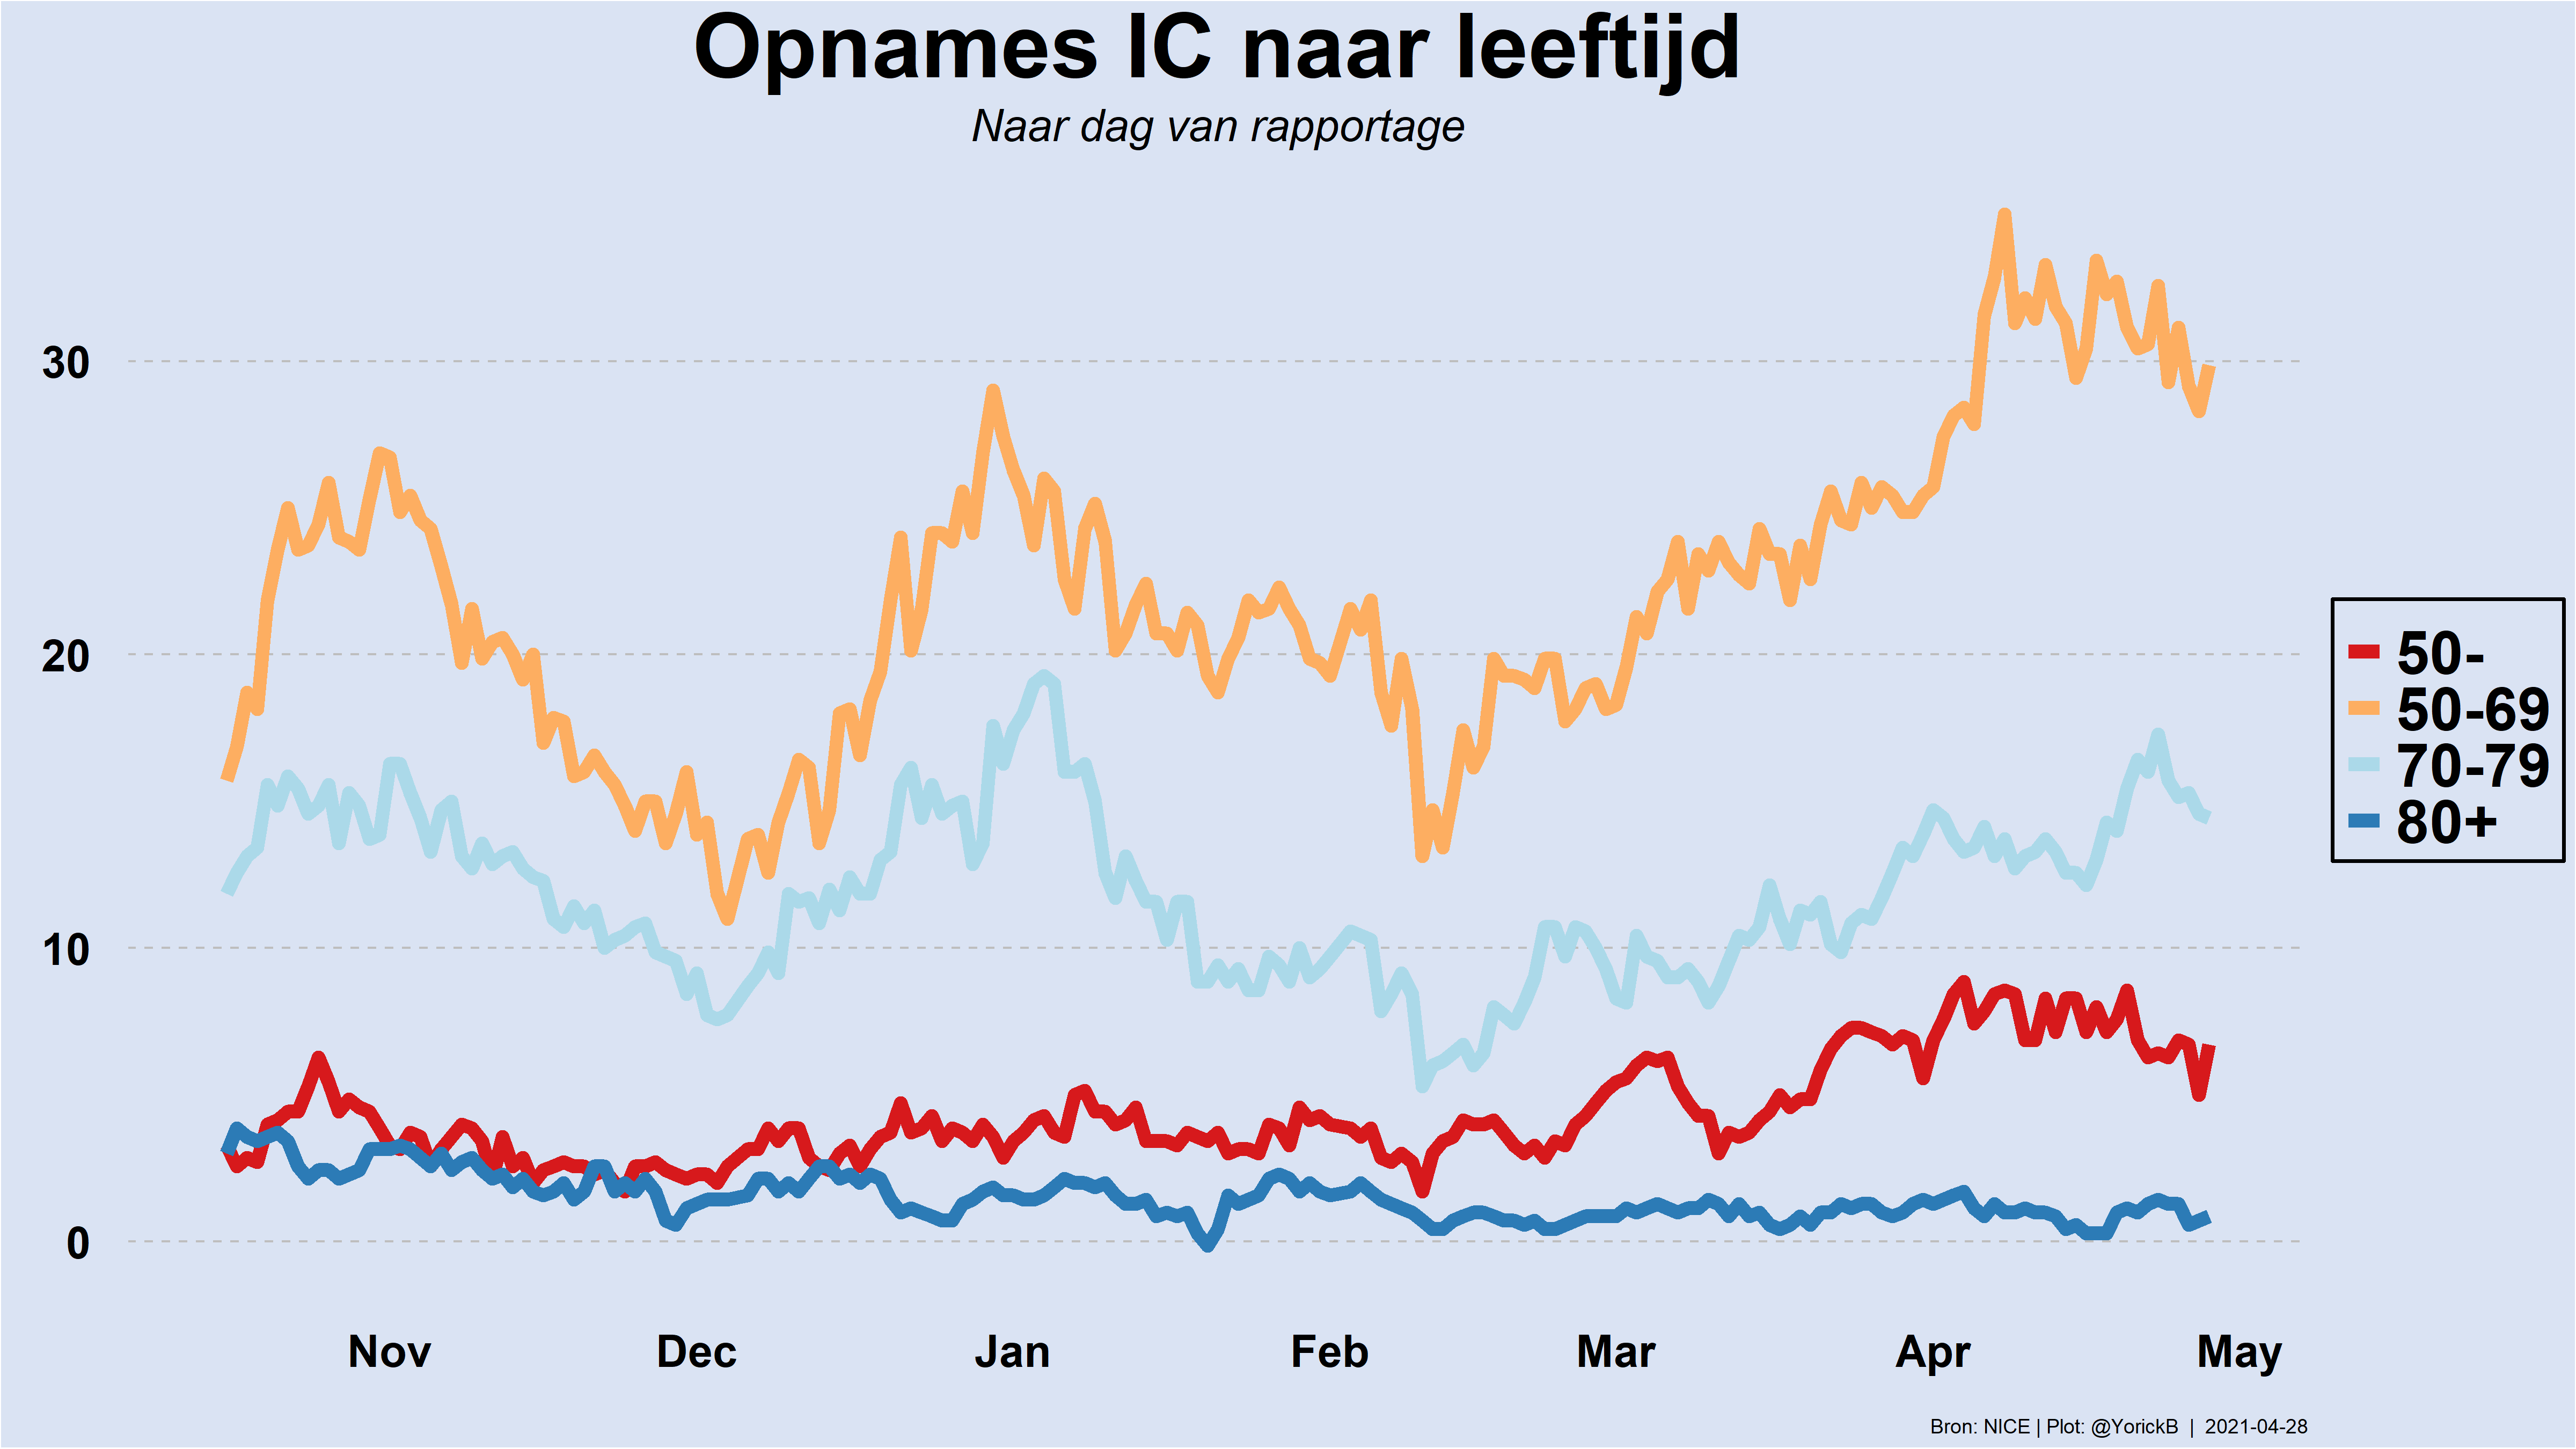 Opnames IC naar leeftijd
Naar dag van rapportage
30
20
10
0
Nov Dec Jan Feb Mar Apr May
50-
50-69
70-79
80+
Bron: NICE | Plot: @YorickB | 2021-04-28